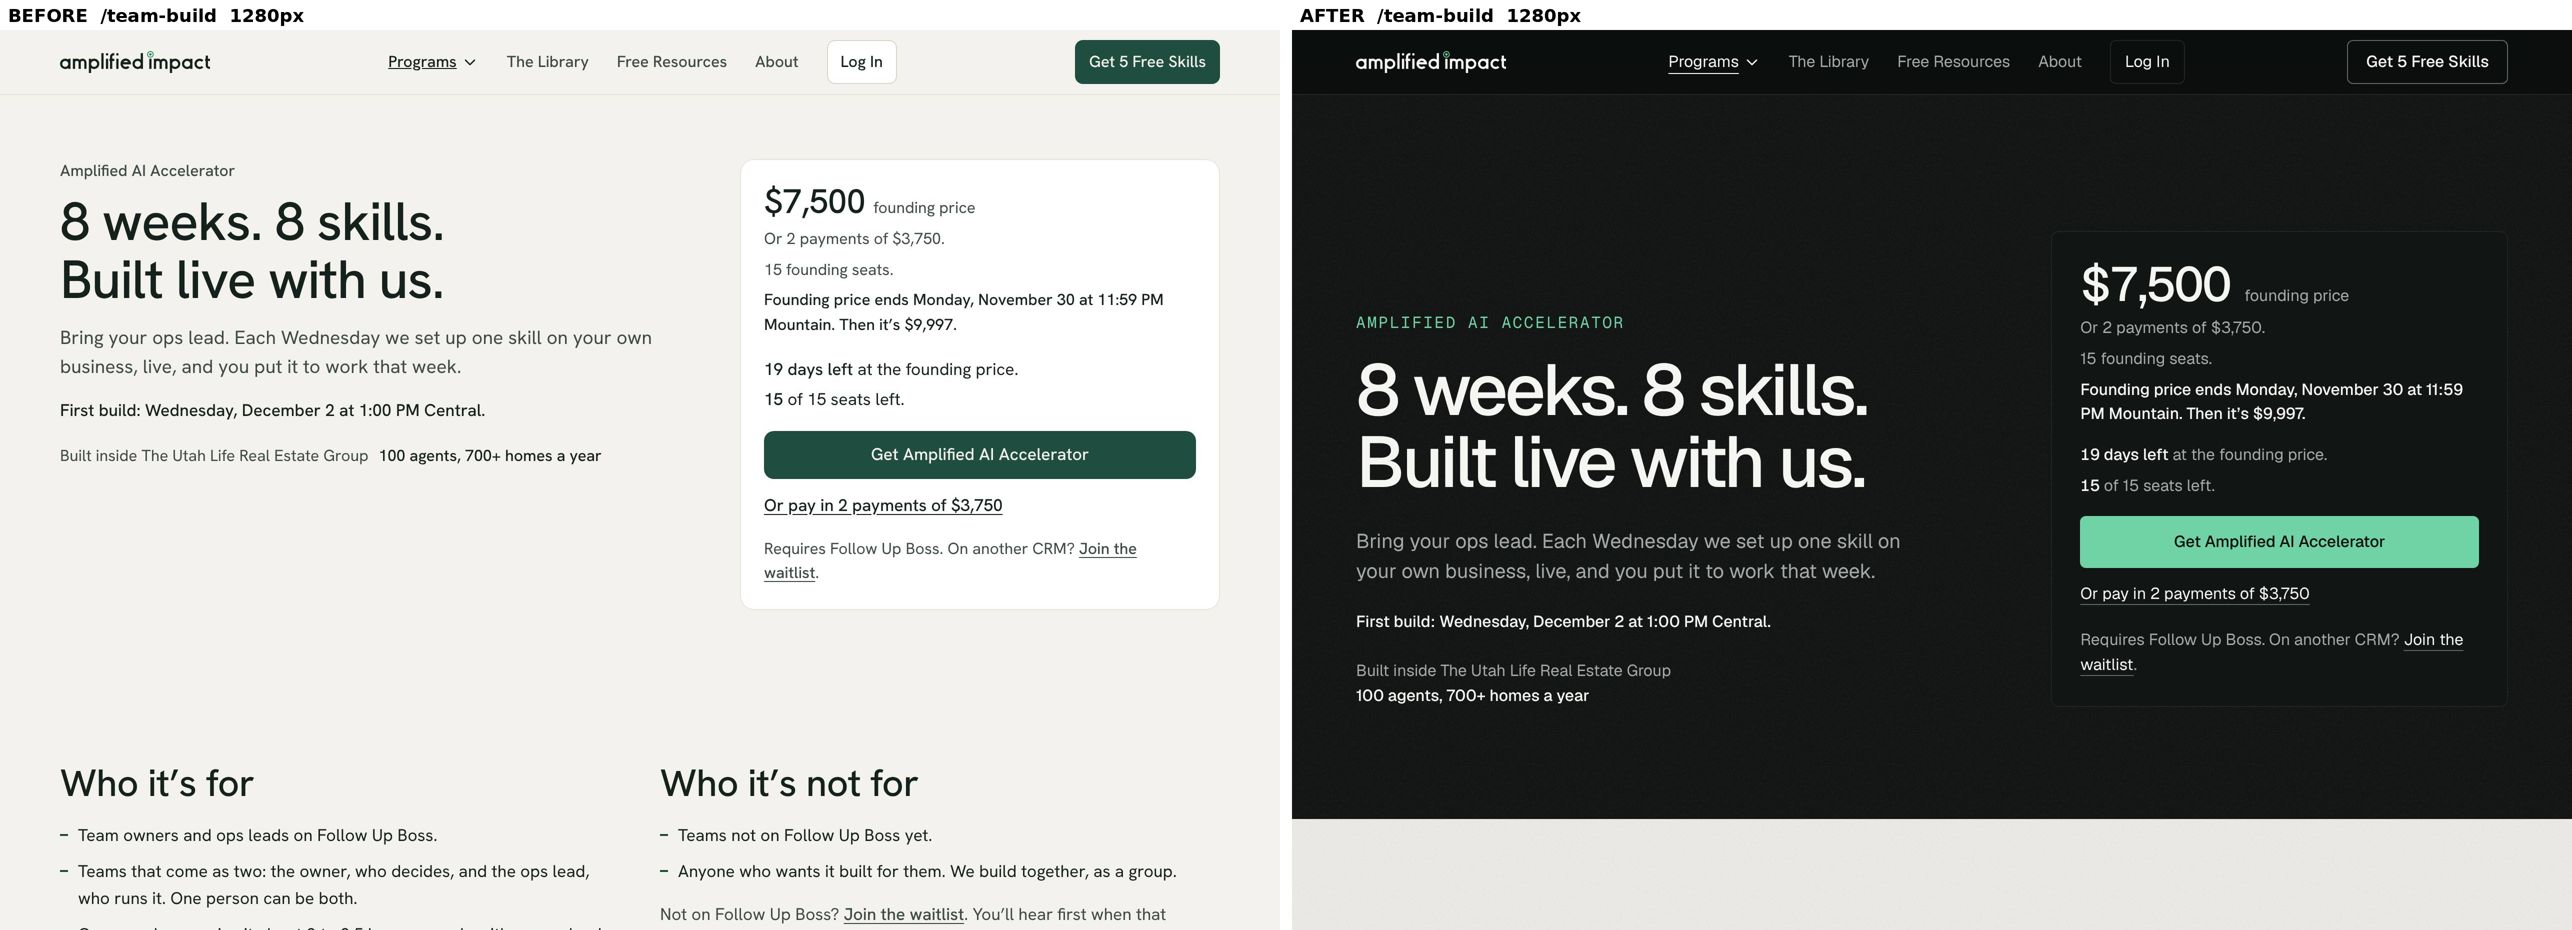 BEFORE /team-build 1280px
amplified impact
Programs
The Library
Free Resources
About
Log In
Get 5 Free Skills
Amplified AI Accelerator
8 weeks. 8 skills.
Built live with us.
Bring your ops lead. Each Wednesday we set up one skill on your own
business, live, and you put it to work that week.
First build: Wednesday, December 2 at 1:00 PM Central.
Built inside The Utah Life Real Estate Group 100 agents, 700+ homes a year
$7,500 founding price
Or 2 payments of $3,750.
15 founding seats.
Founding price ends Monday, November 30 at 11:59 PM
Mountain. Then it’s $9,997.
19 days left at the founding price.
15 of 15 seats left.
Get Amplified AI Accelerator
Or pay in 2 payments of $3,750
Requires Follow Up Boss. On another CRM? Join the
waitlist.
Who it’s for
– Team owners and ops leads on Follow Up Boss.
– Teams that come as two: the owner, who decides, and the ops lead,
who runs it. One person can be both.
Who it’s not for
– Teams not on Follow Up Boss yet.
– Anyone who wants it built for them. We build together, as a group.
Not on Follow Up Boss? Join the waitlist. You’ll hear first when that
AFTER /team-build 1280px
amplified impact
Programs
The Library
Free Resources
About
Log In
Get 5 Free Skills
AMPLIFIED AI ACCELERATOR
8 weeks. 8 skills.
Built live with us.
Bring your ops lead. Each Wednesday we set up one skill on
your own business, live, and you put it to work that week.
First build: Wednesday, December 2 at 1:00 PM Central.
Built inside The Utah Life Real Estate Group
100 agents, 700+ homes a year
$7,500 founding price
Or 2 payments of $3,750.
15 founding seats.
Founding price ends Monday, November 30 at 11:59
PM Mountain. Then it’s $9,997.
19 days left at the founding price.
15 of 15 seats left.
Get Amplified AI Accelerator
Or pay in 2 payments of $3,750
Requires Follow Up Boss. On another CRM? Join the
waitlist.